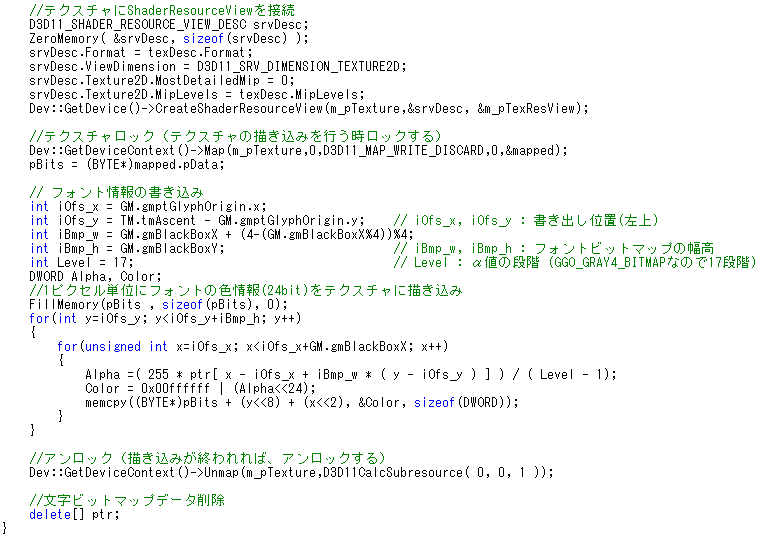 //テクスチャにShaderResourceViewを接続
D3D11_SHADER_RESOURCE_VIEW_DESC srvDesc;
ZeroMemory( &srvDesc, sizeof(srvDesc) );
srvDesc.Format = texDesc.Format;
srvDesc.ViewDimension = D3D11_SRV_DIMENSION_TEXTURE2D;
srvDesc.Texture2D.MostDetailedMip = 0;
srvDesc.Texture2D.MipLevels = texDesc.MipLevels;
Dev::GetDevice()->CreateShaderResourceView(m_pTexture,&srvDesc, &m_pTexResView);
//テクスチャロック（テクスチャの描き込みを行う時ロックする）
Dev::GetDeviceContext()->Map(m_pTexture,0,D3D11_MAP_WRITE_DISCARD,0,&mapped);
pBits = (BYTE*)mapped.pData;
// フォント情報の書き込み
int iOfs_x = GM.gmptGlyphOrigin.x;
int iOfs_y = TM.tmAscent - GM.gmptGlyphOrigin.y;    // iOfs_x, iOfs_y : 書き出し位置(左上)
int iBmp_w = GM.gmBlackBoxX + (4-(GM.gmBlackBoxX%4))%4;
int iBmp_h = GM.gmBlackBoxY;                        // iBmp_w, iBmp_h : フォントビットマップの幅高
int Level = 17;                                     // Level : α値の段階 (GGO_GRAY4_BITMAPなので17段階)
DWORD Alpha, Color;
//1ピクセル単位にフォントの色情報(24bit)をテクスチャに描き込み
FillMemory(pBits , sizeof(pBits), 0);
for(int y=iOfs_y; y<iOfs_y+iBmp_h; y++)
{
for(unsigned int x=iOfs_x; x<iOfs_x+GM.gmBlackBoxX; x++)
{
Alpha =( 255 * ptr[ x - iOfs_x + iBmp_w * ( y - iOfs_y ) ] ) / ( Level - 1);
Color = 0x00ffffff | (Alpha<<24);
memcpy((BYTE*)pBits + (y<<8) + (x<<2), &Color, sizeof(DWORD));
}
}
//アンロック（描き込みが終われれば、アンロックする）
Dev::GetDeviceContext()->Unmap(m_pTexture,D3D11CalcSubresource( 0, 0, 1 ));
//文字ビットマップデータ削除
delete[] ptr;
}